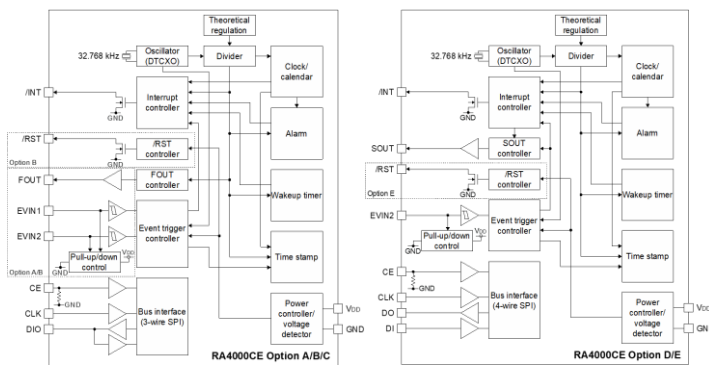 Theoretical
regulation
32.768 kHz
Oscillator
(DTCXO)
Divider
Clock/
calendar
/INT
Interrupt
controller
GND
Alarm
/RST
/RST
controller
GND
Option B
FOUT
FOUT
controller
Wakeup timer
EVIN1
Event trigger
controller
EVIN2
VDD
Pull-up/down
control
GND
Option A/B
Time stamp
CE
GND
CLK
DIO
Bus interface
(3-wire SPI)
Power
controller/
voltage
detector
VDD
GND
RA4000CE Option A/B/C
Theoretical
regulation
32.768 kHz
Oscillator
(DTCXO)
Divider
Clock/
calendar
/INT
Interrupt
controller
GND
Alarm
SOUT
SOUT
controller
/RST
/RST
controller
GND
Option E
Wakeup timer
EVIN2
Event trigger
controller
VDD
Pull-up/down
control
GND
Time stamp
CE
GND
CLK
DO
DI
Bus interface
(4-wire SPI)
Power
controller/
voltage
detector
VDD
GN
RA4000CE Option D/E